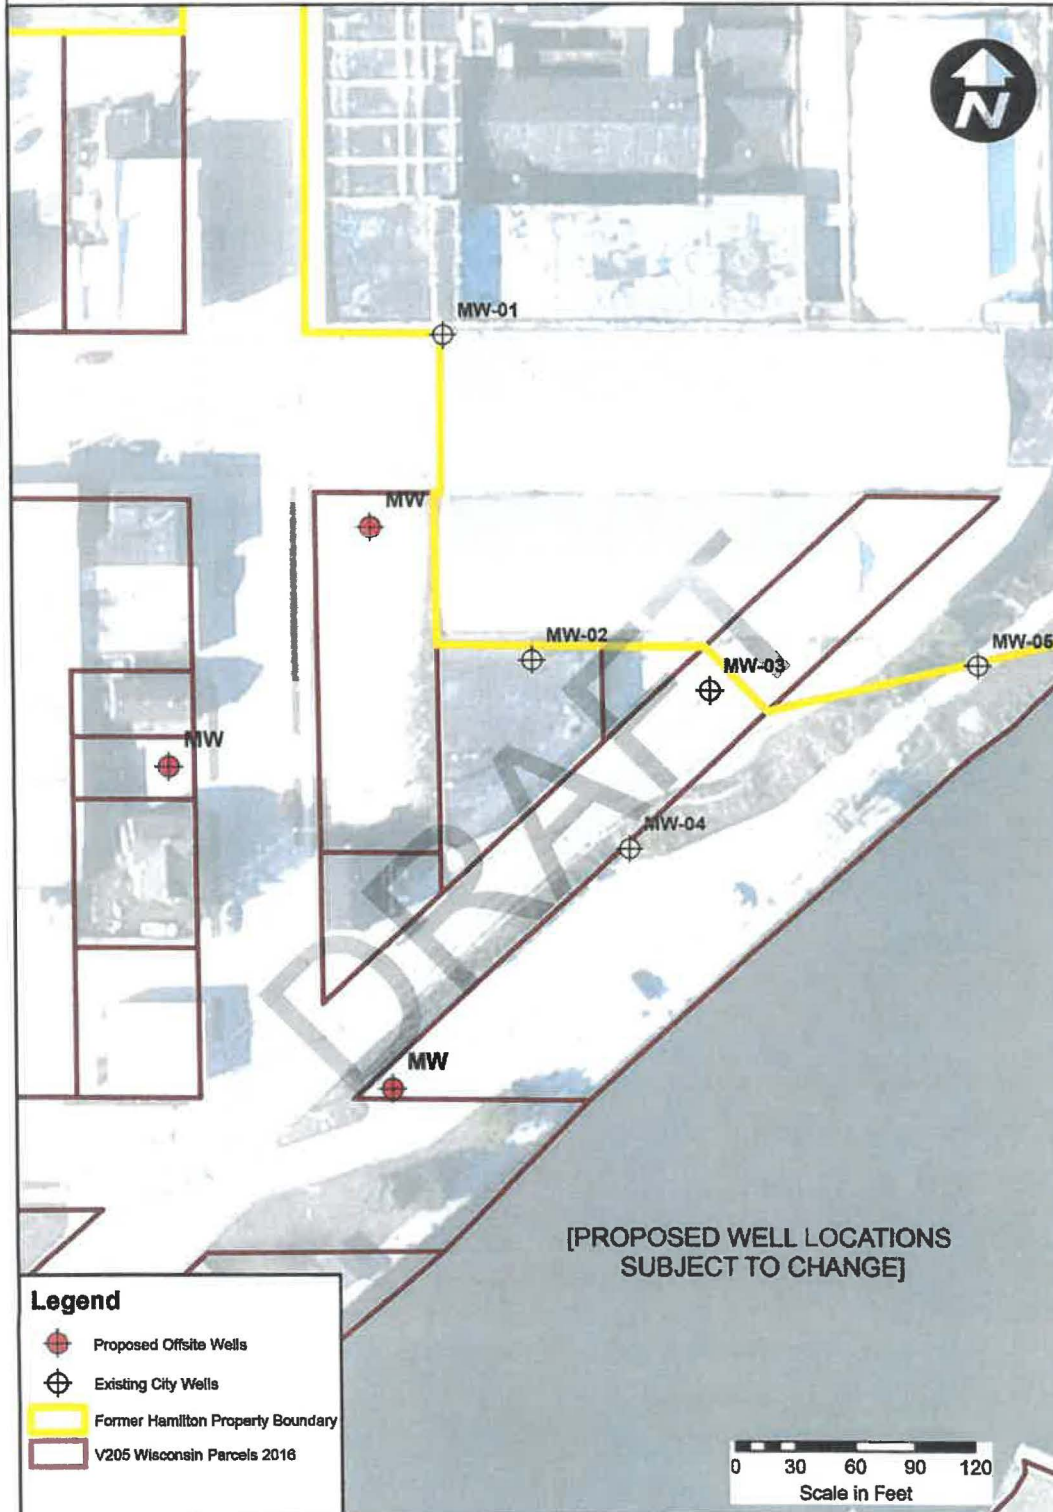 N
MW-01
MW
MW-02
MW-03
MW-05
MW
MW-04
DRAFT
MW
[PROPOSED WELL LOCATIONS
SUBJECT TO CHANGE]
Legend
Proposed Offsite Wells
Existing City Wells
Former Hamilton Property Boundary
V205 Wisconsin Parcels 2016
0 30 60 90 120
Scale in Feet